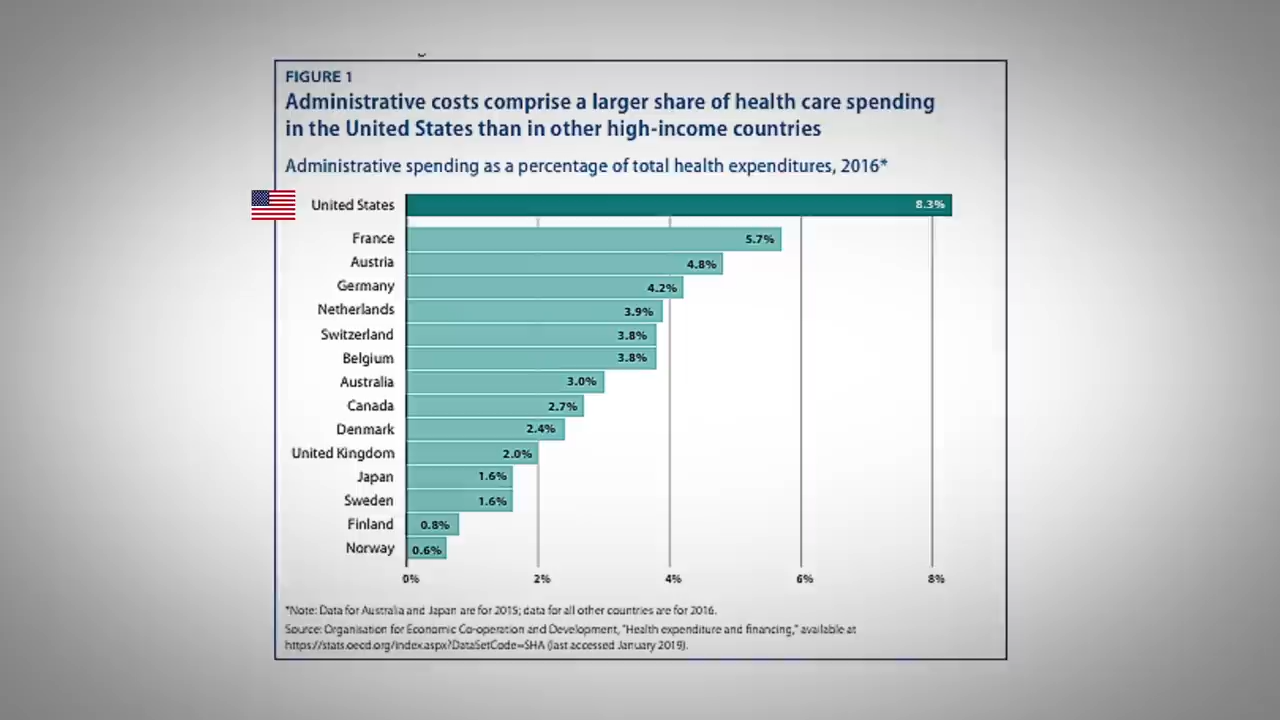 FIGURE 1
Administrative costs comprise a larger share of health care spending
in the United States than in other high-income countries
Administrative spending as a percentage of total health expenditures, 2016*
United States 8.3%
France 5.7%
Austria 4.8%
Germany 4.2%
Netherlands 3.9%
Switzerland 3.8%
Belgium 3.8%
Australia 3.0%
Canada 2.7%
Denmark 2.4%
United Kingdom 2.0%
Japan 1.6%
Sweden 1.6%
Finland 0.8%
Norway 0.6%
0% 2% 4% 6% 8%
*Note: Data for Australia and Japan are for 2015; data for all other countries are for 2016.
Source: Organisation for Economic Co-operation and Development, "Health expenditure and financing," available at
https://stats.oecd.org/index.aspx?DataSetCode=SHA (last accessed January 2019).